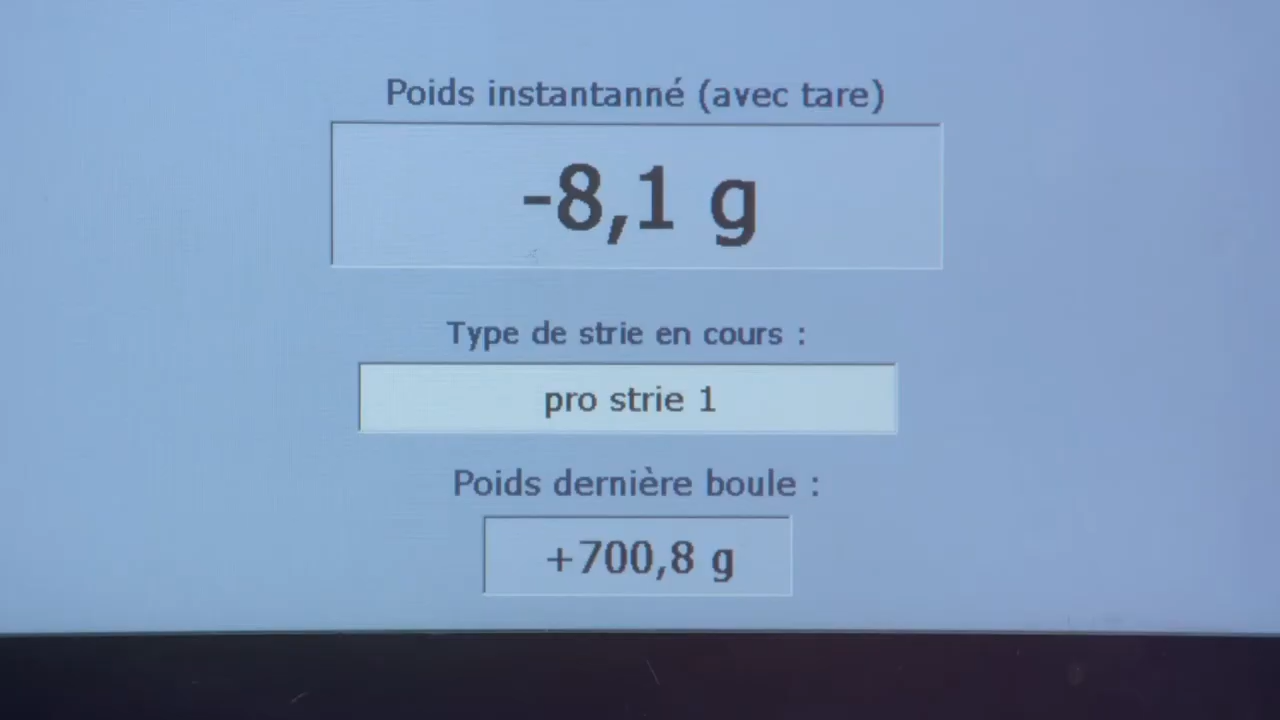 Poids instantanné (avec tare)
-8,1 g
Type de strie en cours :
pro strie 1
Poids dernière boule :
+700,8 g